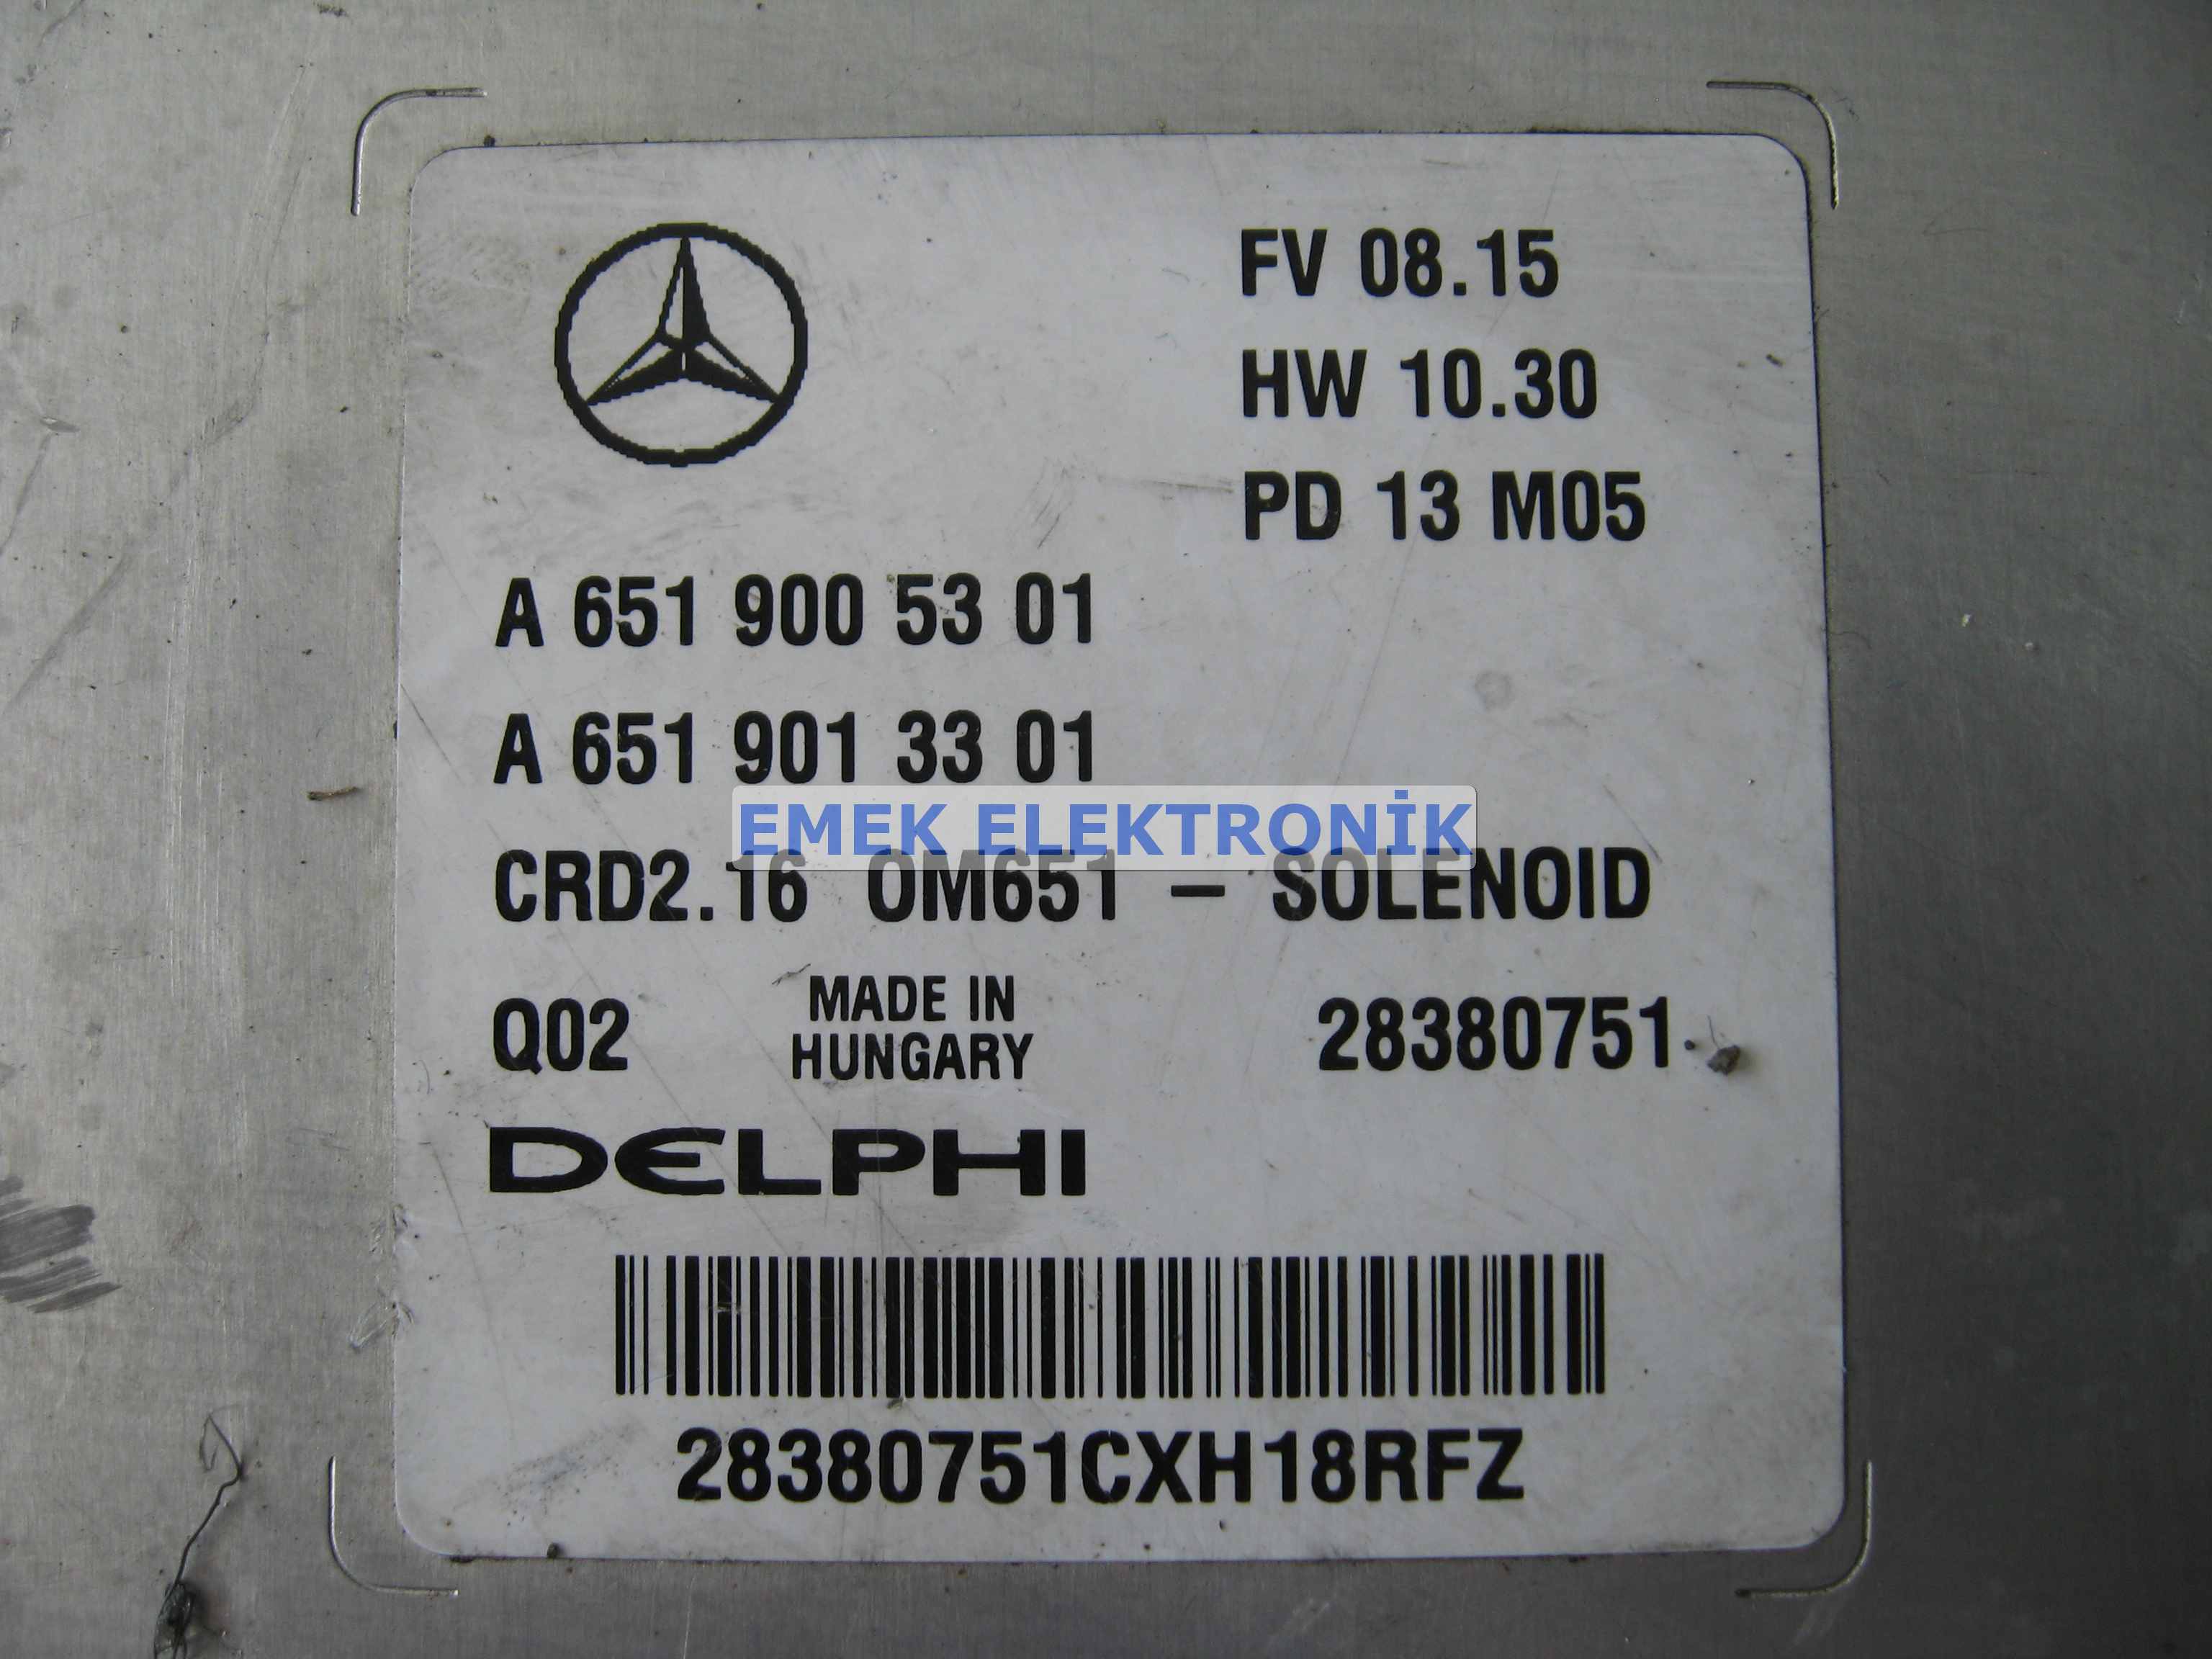 FV 08.15
HW 10.30
PD 13 M05
A 651 900 53 01
A 651 901 33 01
EMEK ELEKTRONİK
CRD2.16 OM651 – SOLENOID
Q02
MADE IN
HUNGARY
28380751
DELPHI
28380751CXH18RFZ